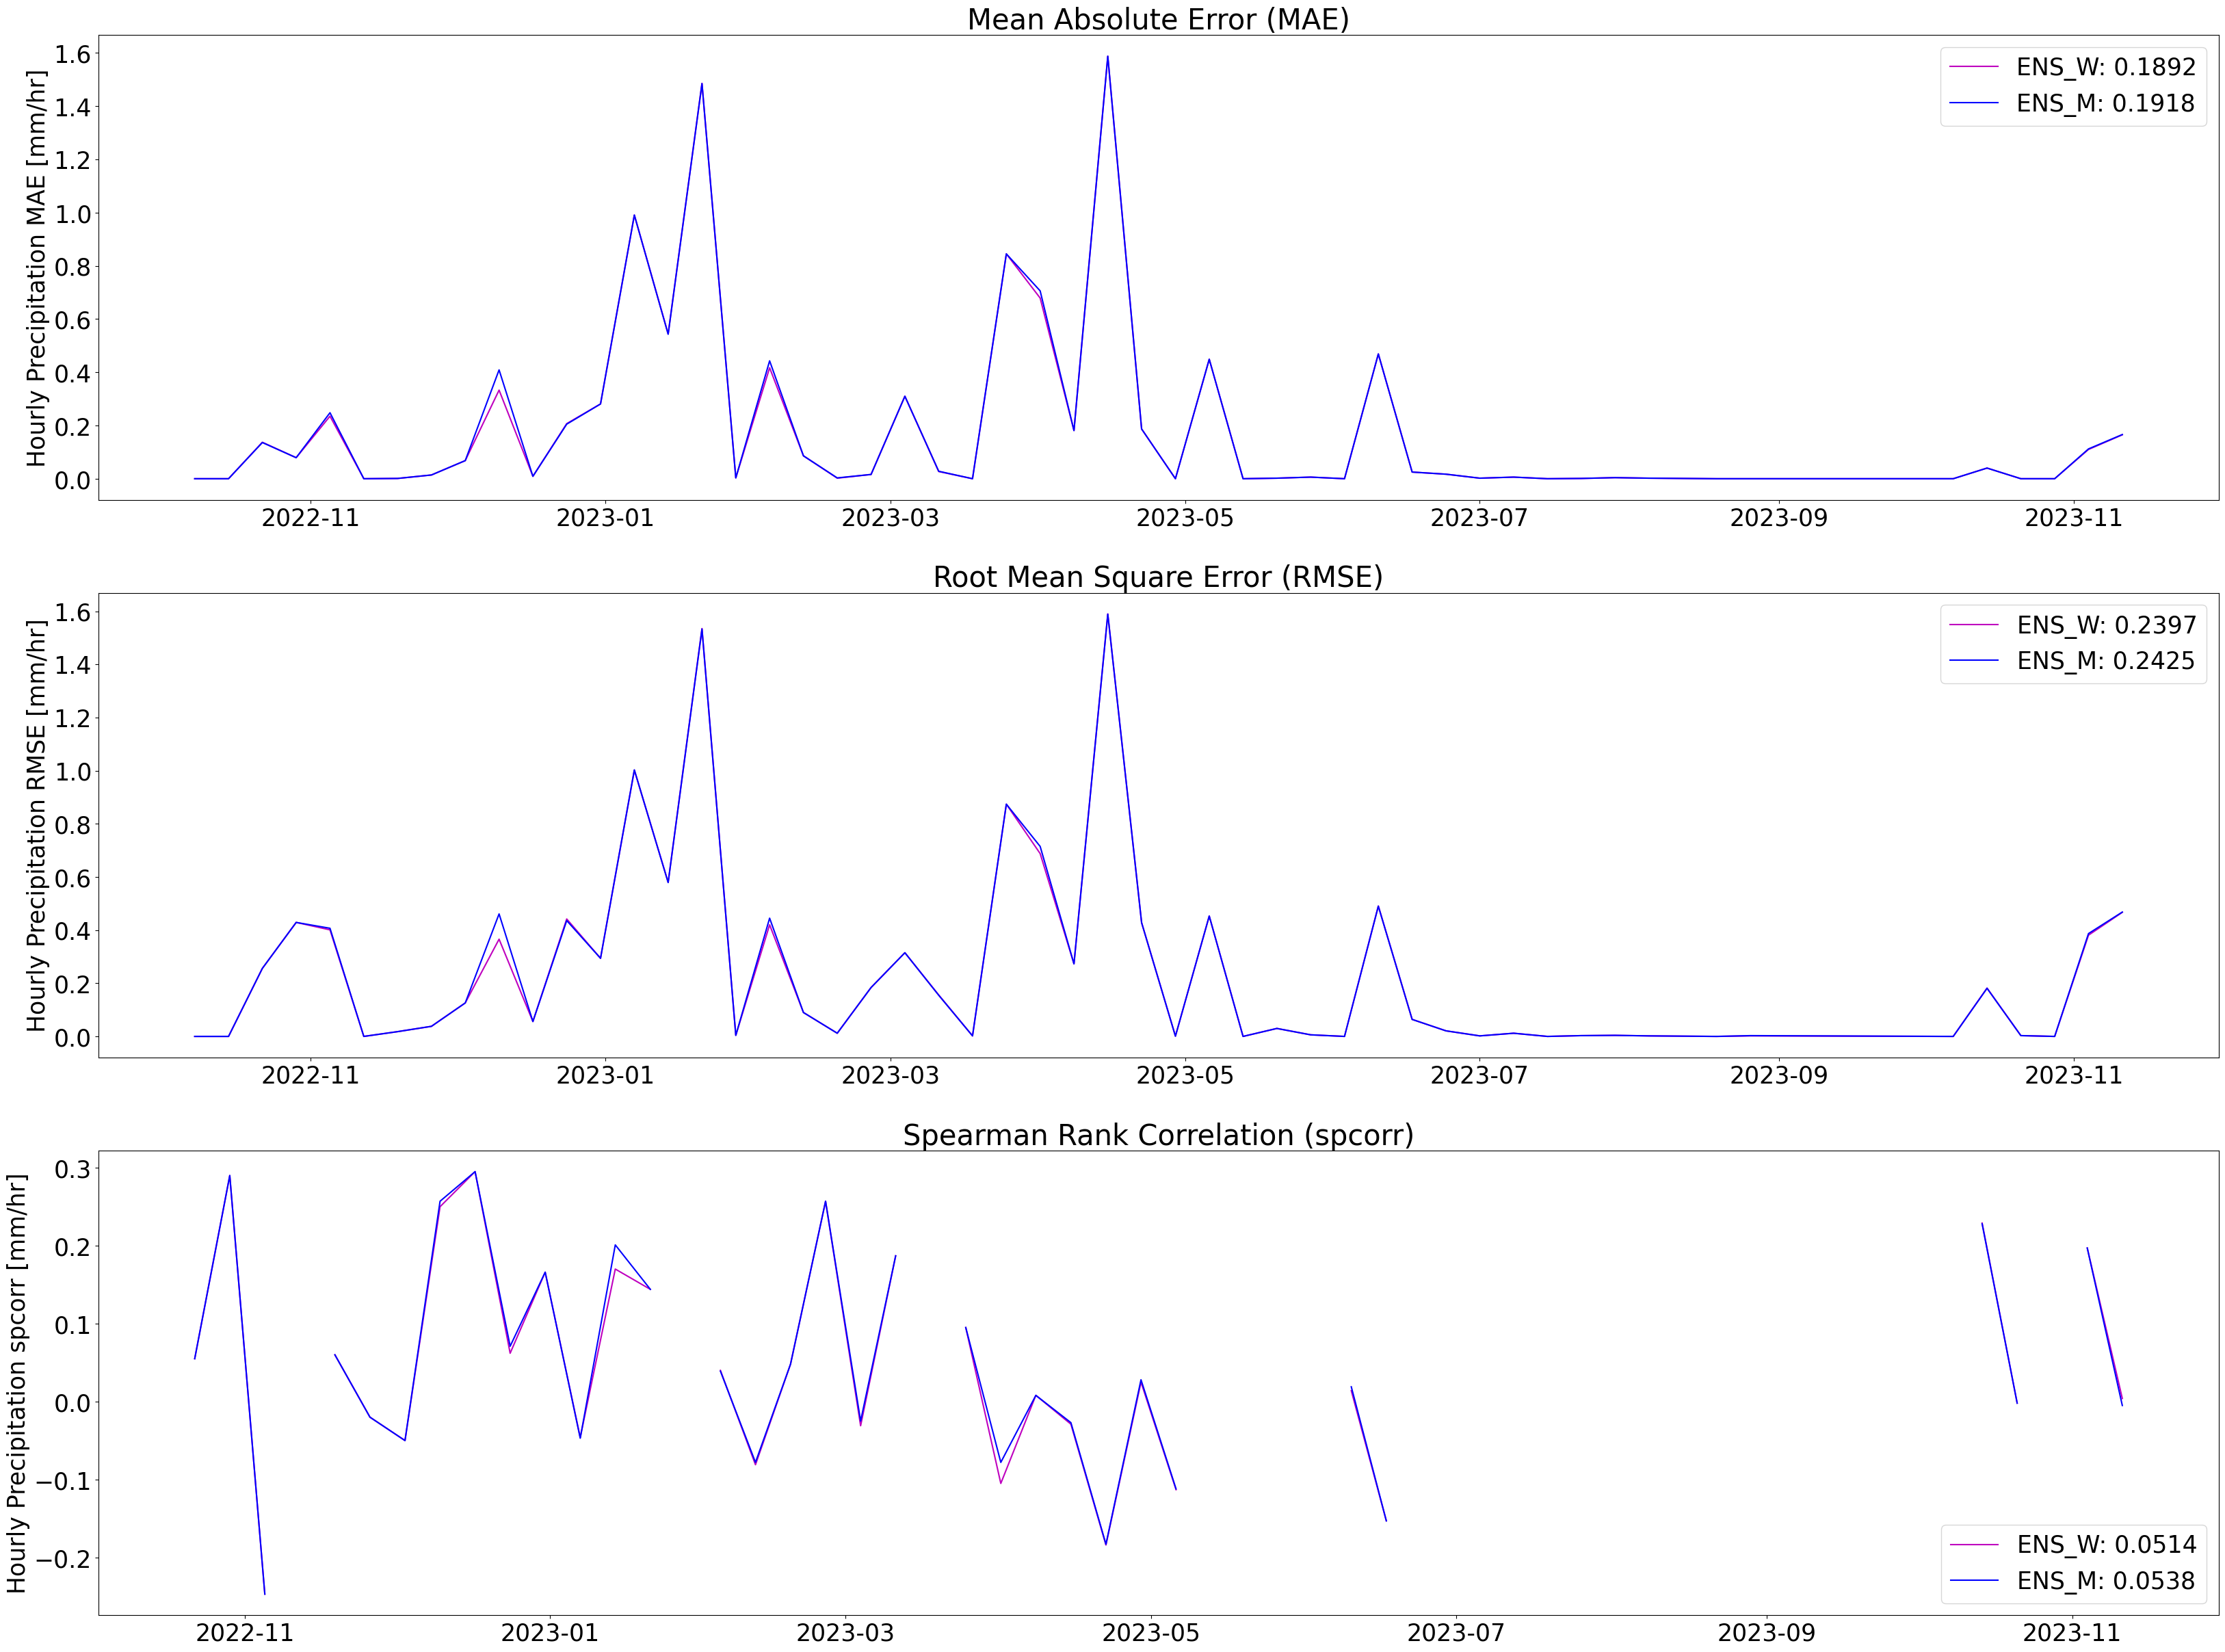 Mean Absolute Error (MAE)
Hourly Precipitation MAE [mm/hr]
1.6
1.4
1.2
1.0
0.8
0.6
0.4
0.2
0.0
ENS_W: 0.1892
ENS_M: 0.1918
2022-11 2023-01 2023-03 2023-05 2023-07 2023-09 2023-11
Root Mean Square Error (RMSE)
Hourly Precipitation RMSE [mm/hr]
1.6
1.4
1.2
1.0
0.8
0.6
0.4
0.2
0.0
ENS_W: 0.2397
ENS_M: 0.2425
2022-11 2023-01 2023-03 2023-05 2023-07 2023-09 2023-11
Spearman Rank Correlation (spcorr)
Hourly Precipitation spcorr [mm/hr]
0.3
0.2
0.1
0.0
−0.1
−0.2
ENS_W: 0.0514
ENS_M: 0.0538
2022-11 2023-01 2023-03 2023-05 2023-07 2023-09 2023-11